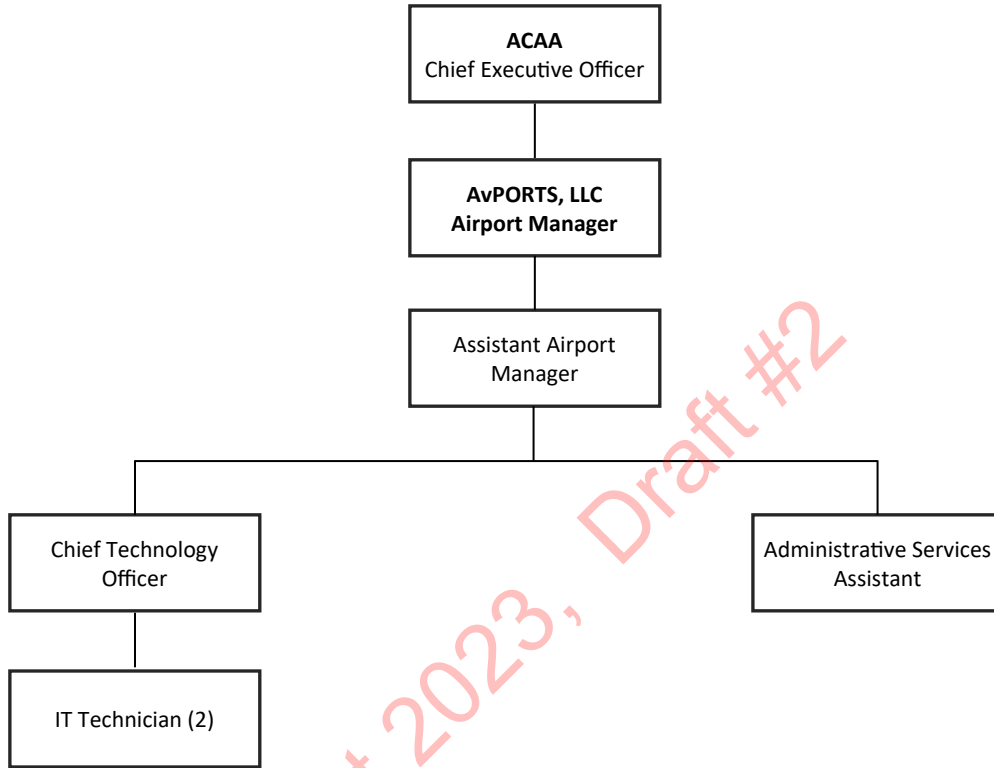 ACAA
Chief Executive Officer
AvPORTS, LLC
Airport Manager
Assistant Airport
Manager
Chief Technology
Officer
Administrative Services
Assistant
IT Technician (2)
2023, Draft #2